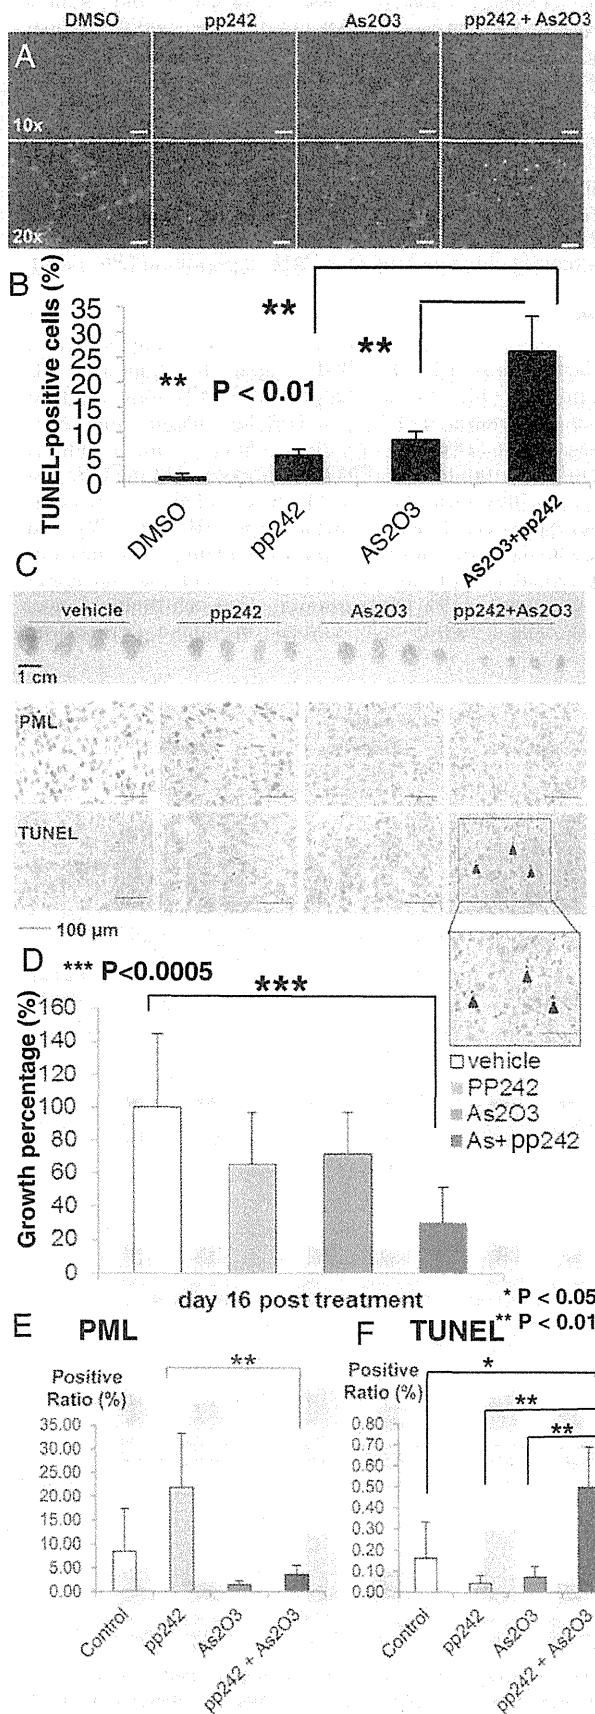 DMSO pp242 As2O3 pp242 + As2O3
A
10x
20x
B
TUNEL-positive cells (%)
35
30
25
20
15
10
5
0
**
**
** P < 0.01
DMSO pp242 AS2O3 AS2O3+pp242
C
vehicle pp242 As2O3 pp242+As2O3
1 cm
PML
TUNEL
100 µm
D
*** P<0.0005
***
Growth percentage (%)
160
140
120
100
80
60
40
20
0
vehicle
PP242
As2O3
As+pp242
day 16 post treatment
* P < 0.05
** P < 0.01
E PML
Positive
Ratio (%)
**
35.00
30.00
25.00
20.00
15.00
10.00
5.00
0.00
Control pp242 As2O3 pp242 + As2O3
F TUNEL
Positive
Ratio (%)
*
**
**
0.80
0.70
0.60
0.50
0.40
0.30
0.20
0.10
0.00
Control pp242 As2O3 pp242 + As2O3